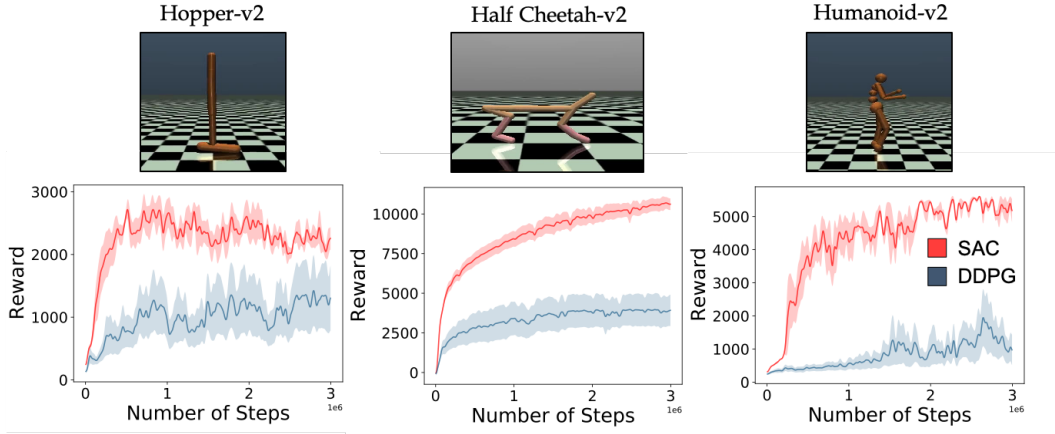 Hopper-v2
Half Cheetah-v2
Humanoid-v2
3000
2000
1000
0
Reward
0
1
2
3
1e6
Number of Steps
10000
7500
5000
2500
0
Reward
0
1
2
3
1e6
Number of Steps
5000
4000
3000
2000
1000
0
Reward
SAC
DDPG
0
1
2
3
1e6
Number of Steps